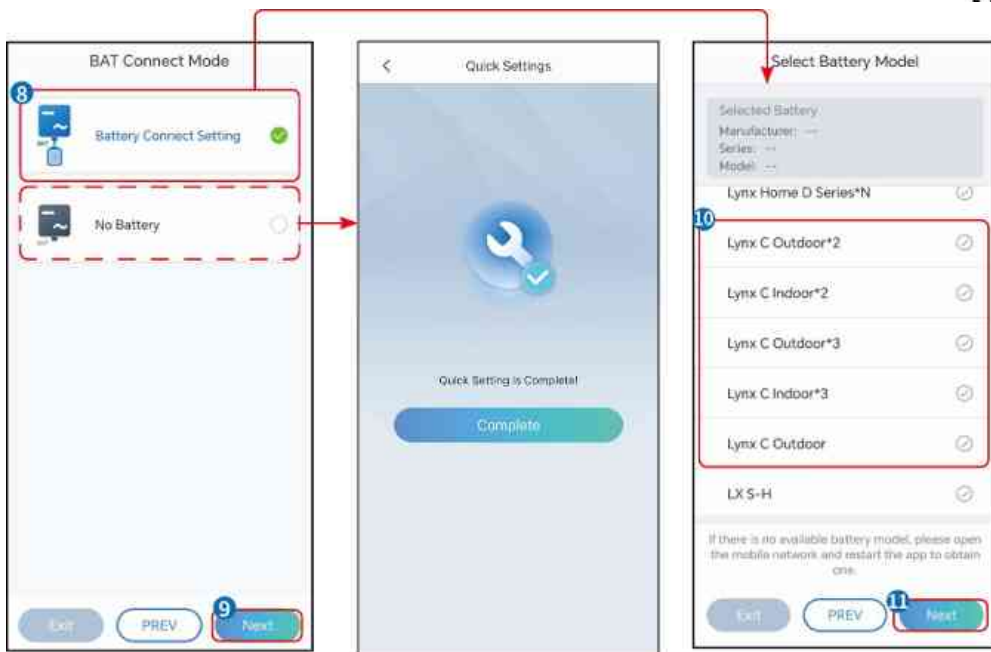 BAT Connect Mode
8
Battery Connect Setting
No Battery
Exit
PREV
9
Next
Quick Settings
Quick Setting is Complete!
Complete
Select Battery Model
Selected Battery
Manufacturer: --
Series: --
Model: --
Lynx Home D Series*N
10
Lynx C Outdoor*2
Lynx C Indoor*2
Lynx C Outdoor*3
Lynx C Indoor*3
Lynx C Outdoor
LX S-H
If there is no available battery model, please open
the mobile network and restart the app to obtain
one.
Exit
PREV
11
Next